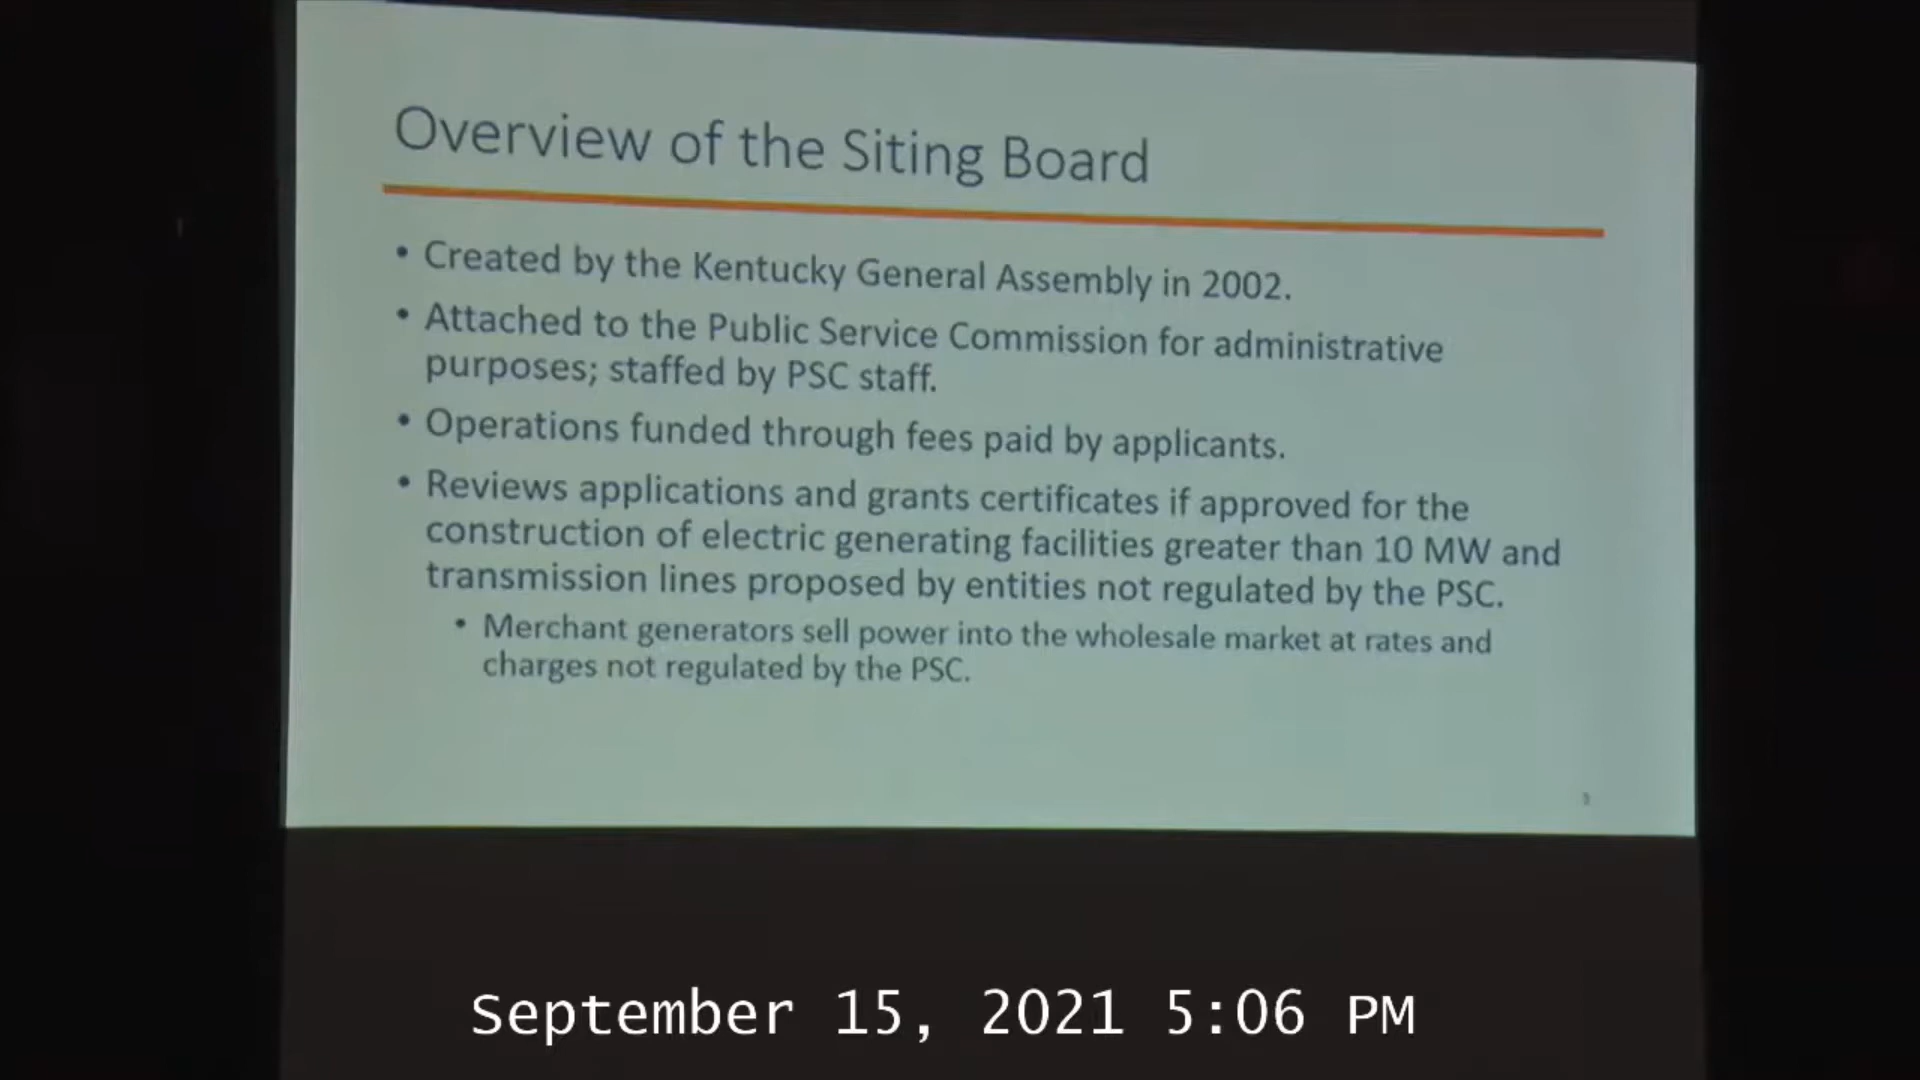 Overview of the Siting Board
• Created by the Kentucky General Assembly in 2002.
• Attached to the Public Service Commission for administrative
purposes; staffed by PSC staff.
• Operations funded through fees paid by applicants.
• Reviews applications and grants certificates if approved for the
construction of electric generating facilities greater than 10 MW and
transmission lines proposed by entities not regulated by the PSC.
• Merchant generators sell power into the wholesale market at rates and
charges not regulated by the PSC.
September 15, 2021 5:06 PM